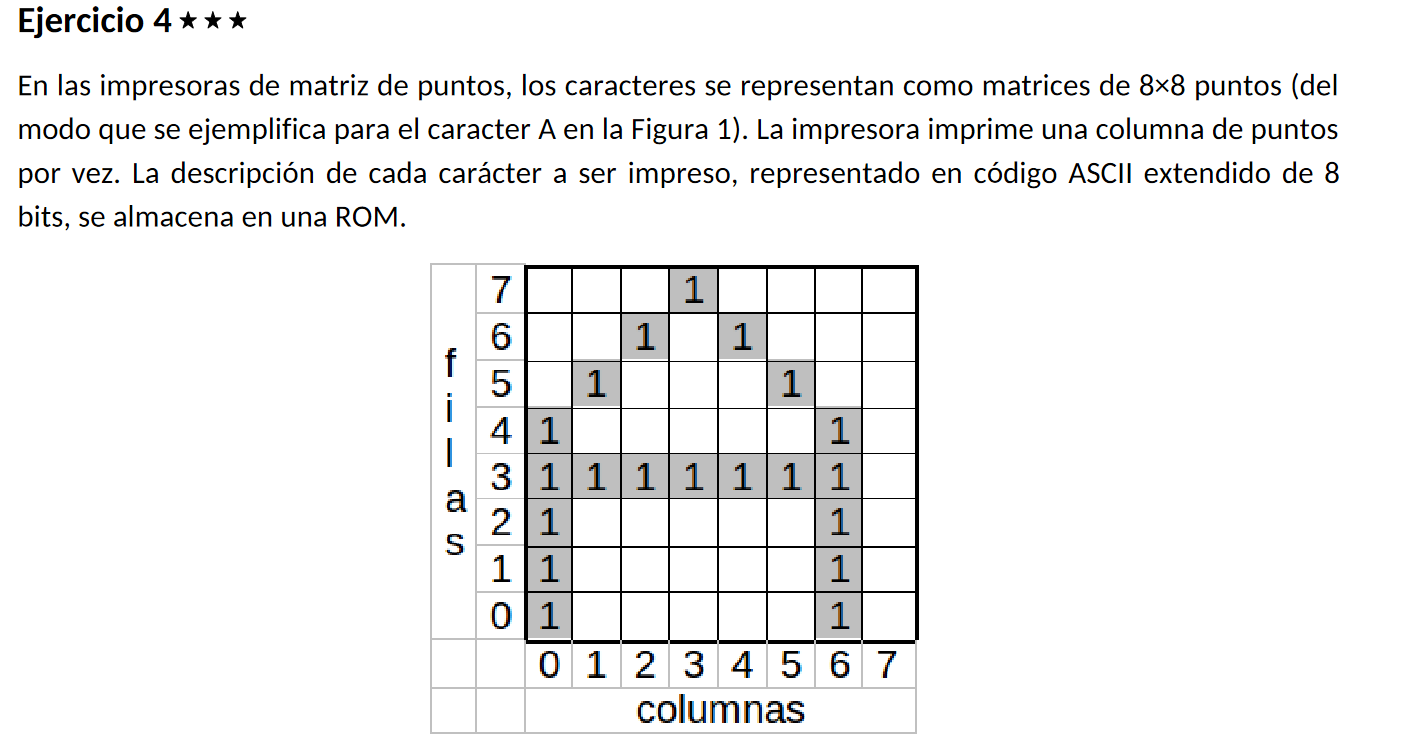 Ejercicio 4 ★ ★ ★
En las impresoras de matriz de puntos, los caracteres se representan como matrices de 8×8 puntos (del
modo que se ejemplifica para el caracter A en la Figura 1). La impresora imprime una columna de puntos
por vez. La descripción de cada carácter a ser impreso, representado en código ASCII extendido de 8
bits, se almacena en una ROM.
filas
7 1
6 1 1
5 1 1
4 1 1
3 1 1 1 1 1 1 1
2 1 1
1 1 1
0 1 1
0 1 2 3 4 5 6 7
columnas